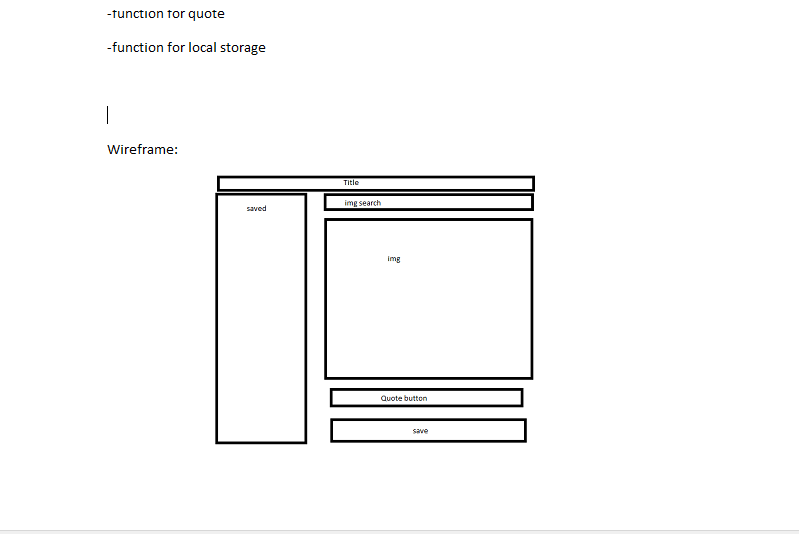 -function for quote
-function for local storage
Wireframe:
Title
saved
img search
img
Quote button
save